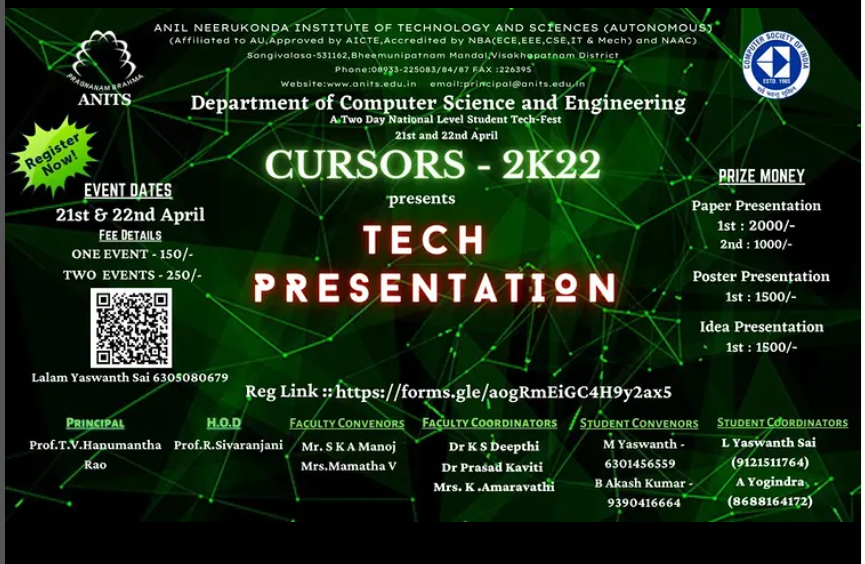 ANIL NEERUKONDA INSTITUTE OF TECHNOLOGY AND SCIENCES (AUTONOMOUS)
(Affiliated to AU,Approved by AICTE,Accredited by NBA(ECE,EEE,CSE,IT & Mech) and NAAC)
Sangivalasa-531162,Bheemunipatnam Mandal,Visakhapatnam District
Phone:08933-225083/84/87 FAX :226395
Website:www.anits.edu.in email:principal@anits.edu.in
PRAGNANAM BRAHMA
ANITS
COMPUTER SOCIETY OF INDIA
ESTD. 1965
Department of Computer Science and Engineering
A Two Day National Level Student Tech-Fest
21st and 22nd April
CURSORS - 2K22
presents
TECH
PRESENTATION
Register
Now!
EVENT DATES
21st & 22nd April
FEE DETAILS
ONE EVENT - 150/-
TWO EVENTS - 250/-
Lalam Yaswanth Sai 6305080679
PRIZE MONEY
Paper Presentation
1st : 2000/-
2nd : 1000/-
Poster Presentation
1st : 1500/-
Idea Presentation
1st : 1500/-
Reg Link :: https://forms.gle/aogRmEiGC4H9y2ax5
PRINCIPAL
Prof.T.V.Hanumantha
Rao
H.O.D
Prof.R.Sivaranjani
FACULTY CONVENORS
Mr. S K A Manoj
Mrs.Mamatha V
FACULTY COORDINATORS
Dr K S Deepthi
Dr Prasad Kaviti
Mrs. K .Amaravathi
STUDENT CONVENORS
M Yaswanth -
6301456559
B Akash Kumar -
9390416664
STUDENT COORDINATORS
L Yaswanth Sai
(9121511764)
A Yogindra
(8688164172)